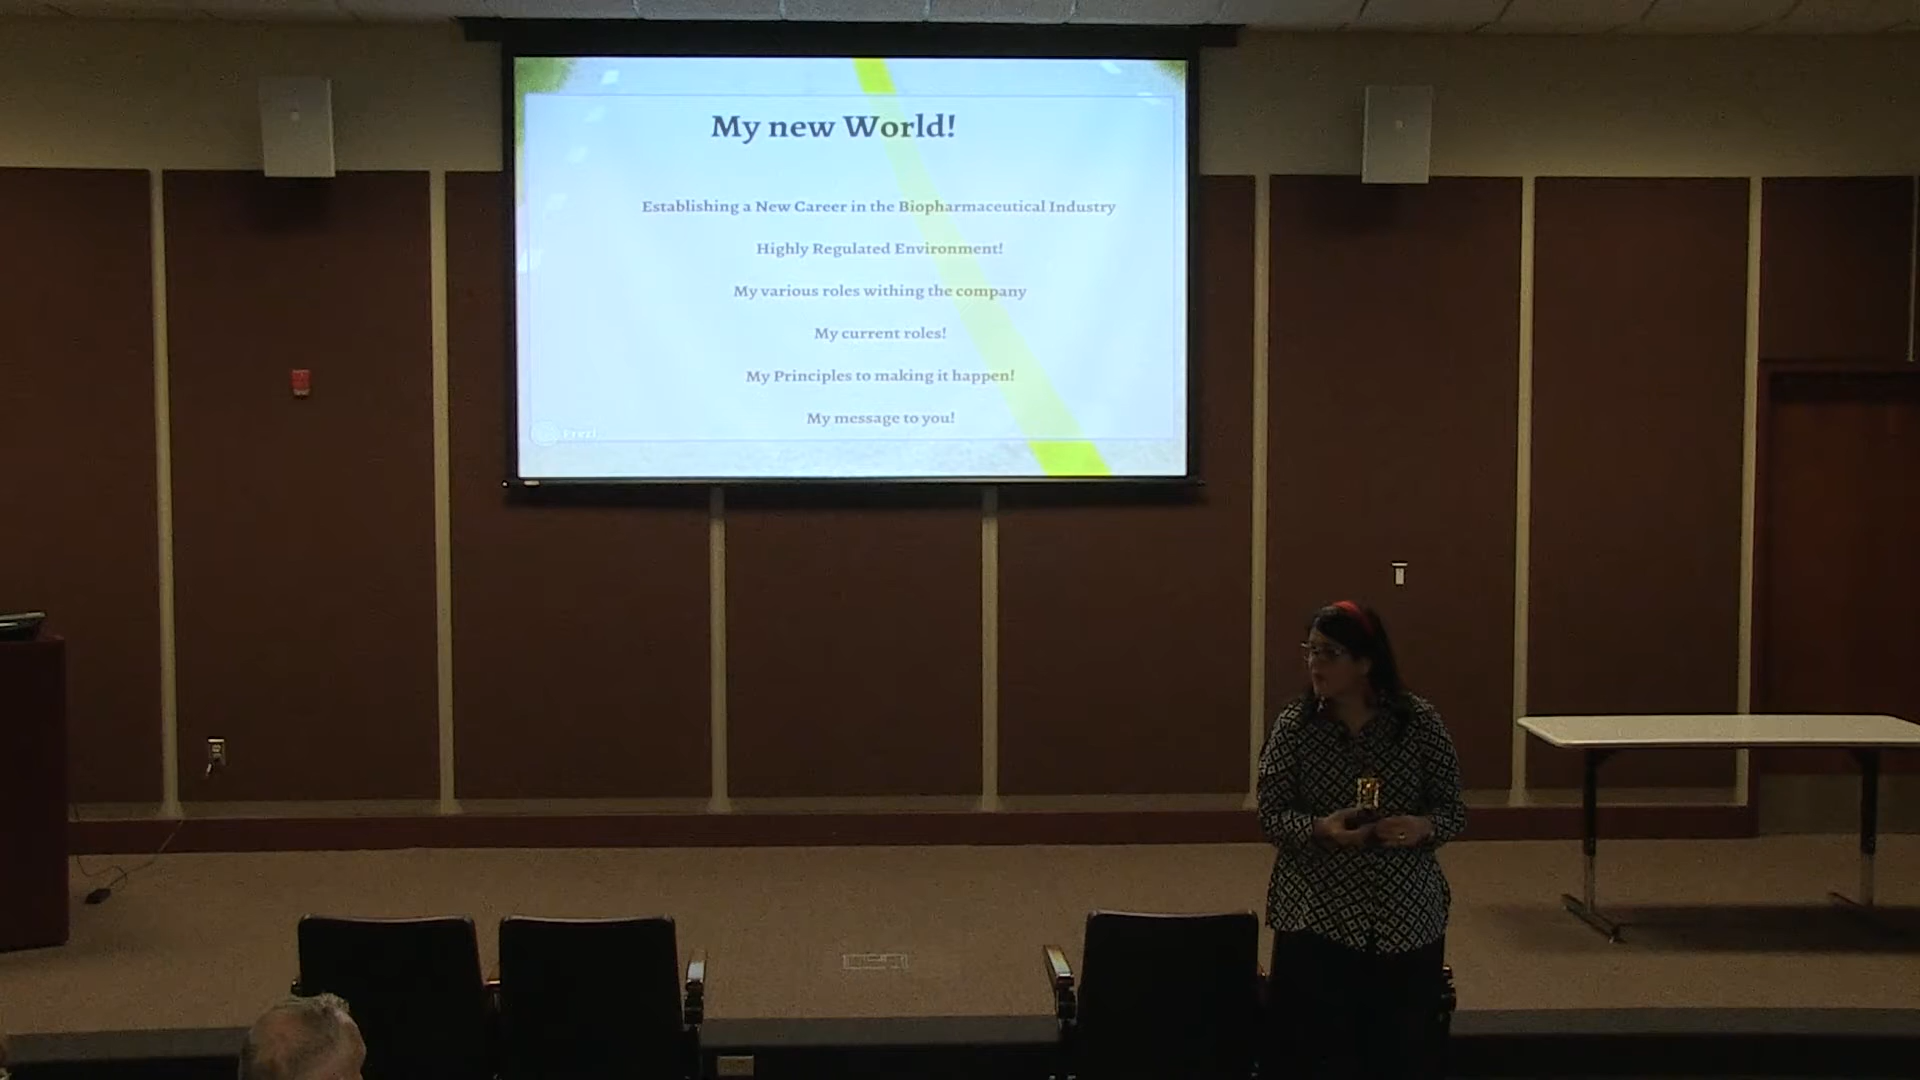 My new World!
Establishing a New Career in the Biopharmaceutical Industry
Highly Regulated Environment!
My various roles withing the company
My current roles!
My Principles to making it happen!
My message to you!
Prezi